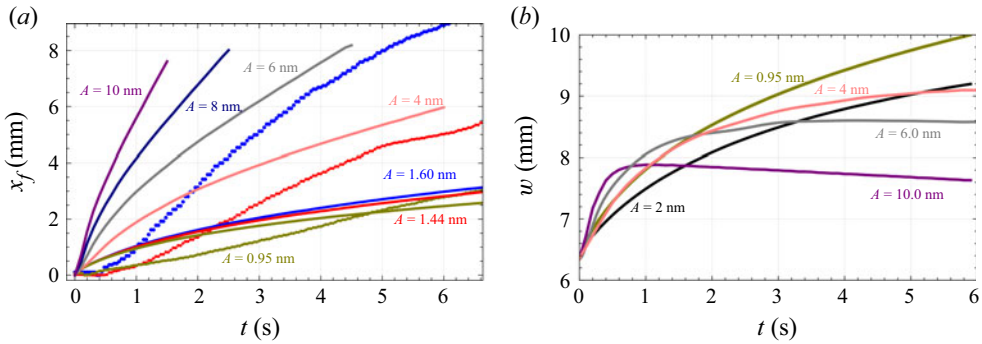 (a)
8
6
4
2
0
x_f (mm)
A = 10 nm
A = 8 nm
A = 6 nm
A = 4 nm
A = 1.60 nm
A = 1.44 nm
A = 0.95 nm
0 1 2 3 4 5 6
t (s)
(b)
10
9
8
7
6
w (mm)
A = 0.95 nm
A = 4 nm
A = 6.0 nm
A = 10.0 nm
A = 2 nm
0 1 2 3 4 5 6
t (s)